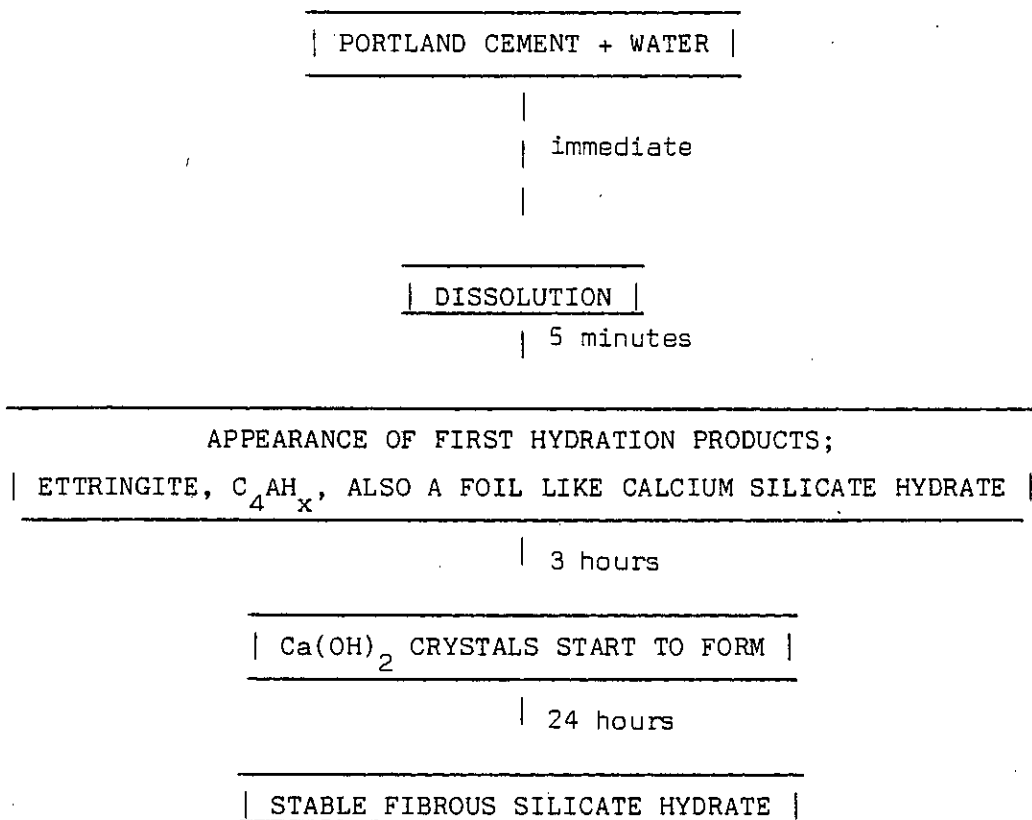 PORTLAND CEMENT + WATER
immediate
DISSOLUTION
5 minutes
APPEARANCE OF FIRST HYDRATION PRODUCTS;
ETTRINGITE, C₄AHₓ, ALSO A FOIL LIKE CALCIUM SILICATE HYDRATE
3 hours
Ca(OH)₂ CRYSTALS START TO FORM
24 hours
STABLE FIBROUS SILICATE HYDRATE